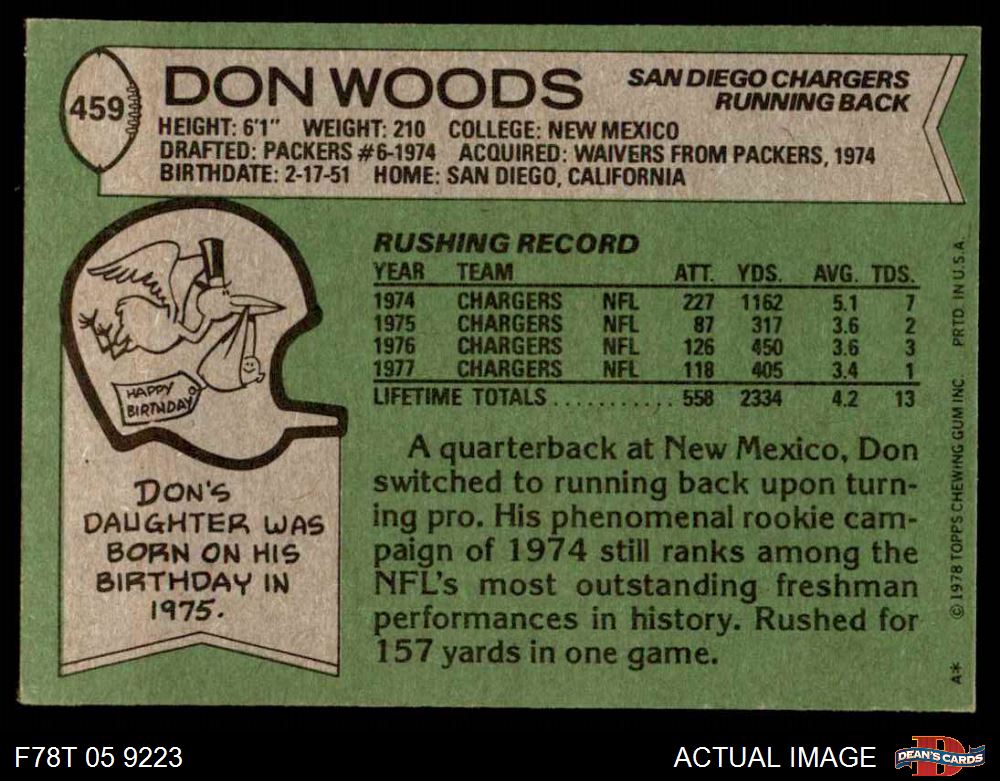 459
DON WOODS
SAN DIEGO CHARGERS
RUNNING BACK
HEIGHT: 6'1" WEIGHT: 210 COLLEGE: NEW MEXICO
DRAFTED: PACKERS #6-1974 ACQUIRED: WAIVERS FROM PACKERS, 1974
BIRTHDATE: 2-17-51 HOME: SAN DIEGO, CALIFORNIA
HAPPY
BIRTHDAY
DON'S
DAUGHTER WAS
BORN ON HIS
BIRTHDAY IN
1975.
RUSHING RECORD
YEAR TEAM ATT. YDS. AVG. TDS.
1974 CHARGERS NFL 227 1162 5.1 7
1975 CHARGERS NFL 87 317 3.6 2
1976 CHARGERS NFL 126 450 3.6 3
1977 CHARGERS NFL 118 405 3.4 1
LIFETIME TOTALS............ 558 2334 4.2 13
A quarterback at New Mexico, Don
switched to running back upon turn-
ing pro. His phenomenal rookie cam-
paign of 1974 still ranks among the
NFL's most outstanding freshman
performances in history. Rushed for
157 yards in one game.
A* © 1978 TOPPS CHEWING GUM INC. PRTD. IN U.S.A.
F78T 05 9223
ACTUAL IMAGE
D
DEAN'S CARDS